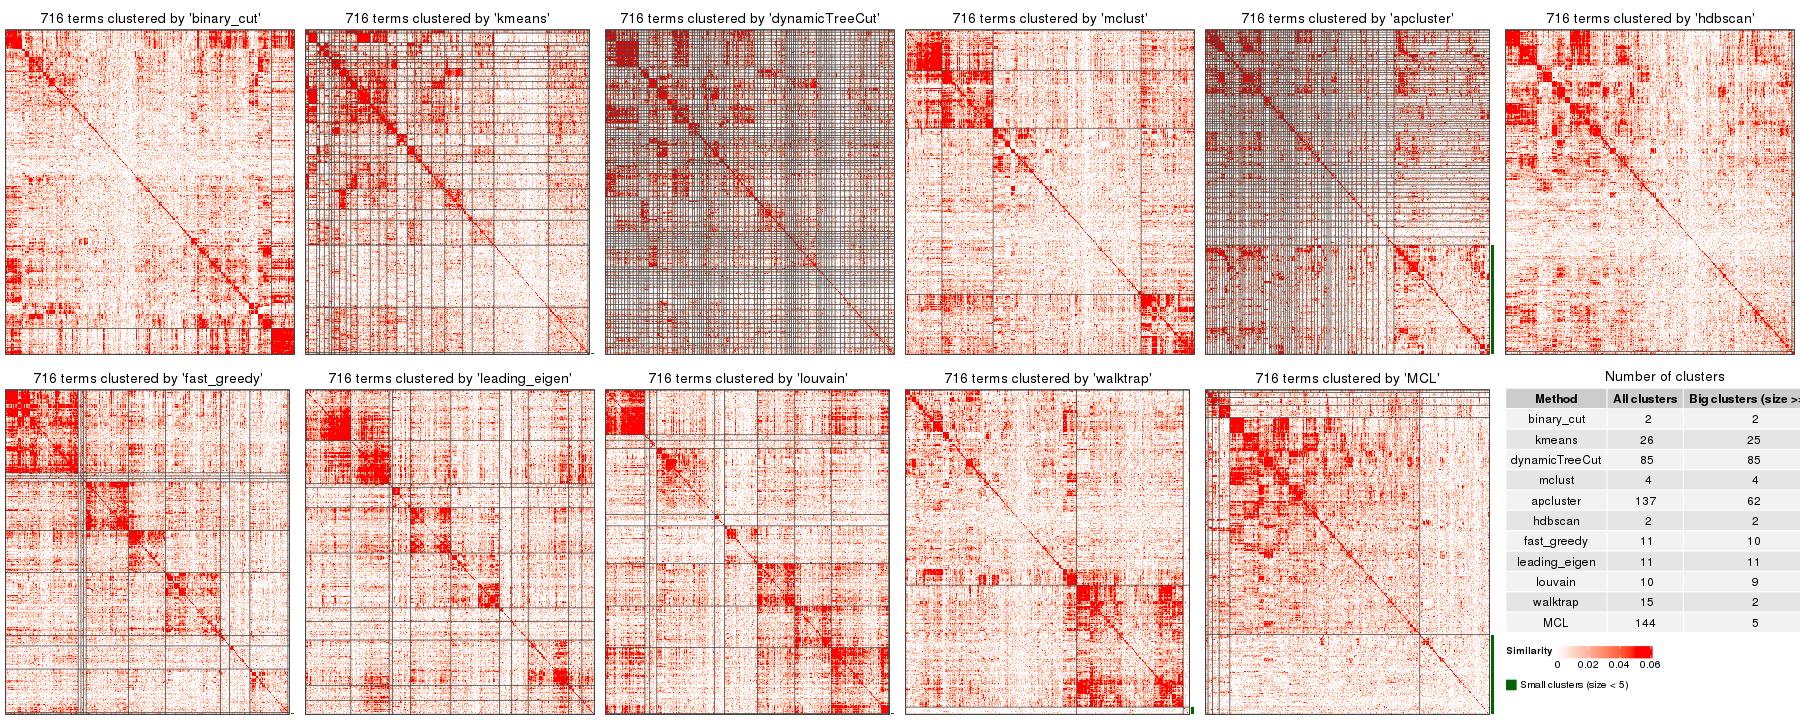 716 terms clustered by 'binary_cut'
716 terms clustered by 'kmeans'
716 terms clustered by 'dynamicTreeCut'
716 terms clustered by 'mclust'
716 terms clustered by 'apcluster'
716 terms clustered by 'hdbscan'
716 terms clustered by 'fast_greedy'
716 terms clustered by 'leading_eigen'
716 terms clustered by 'louvain'
716 terms clustered by 'walktrap'
716 terms clustered by 'MCL'
Number of clusters
Method All clusters Big clusters (size >=
binary_cut 2 2
kmeans 26 25
dynamicTreeCut 85 85
mclust 4 4
apcluster 137 62
hdbscan 2 2
fast_greedy 11 10
leading_eigen 11 11
louvain 10 9
walktrap 15 2
MCL 144 5
Similarity
0 0.02 0.04 0.06
Small clusters (size < 5)